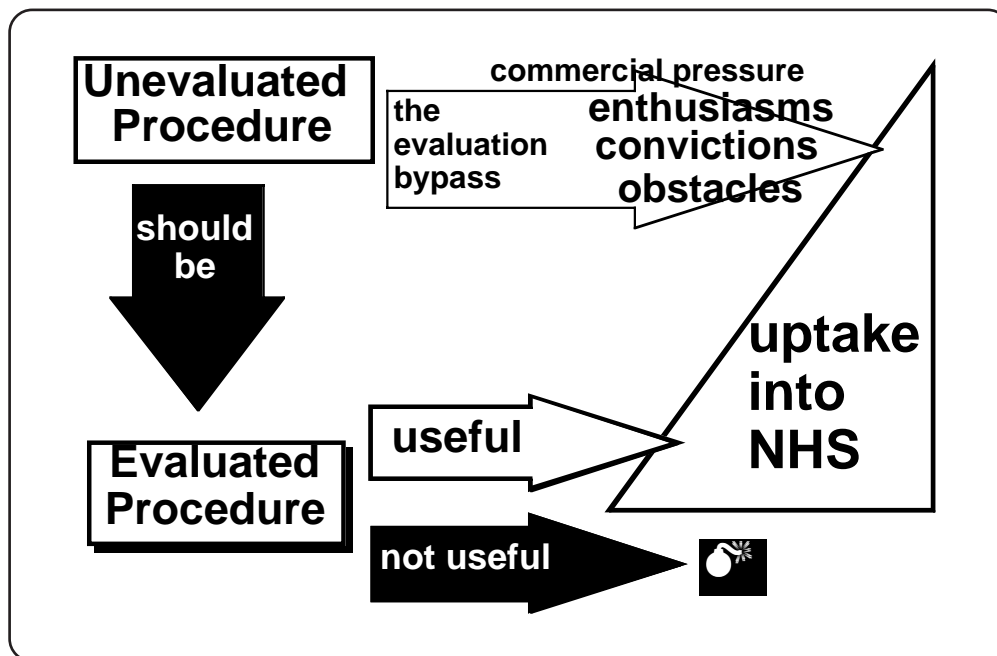 Unevaluated
Procedure
commercial pressure
the
evaluation
bypass
enthusiasms
convictions
obstacles
should
be
uptake
into
NHS
useful
Evaluated
Procedure
not useful